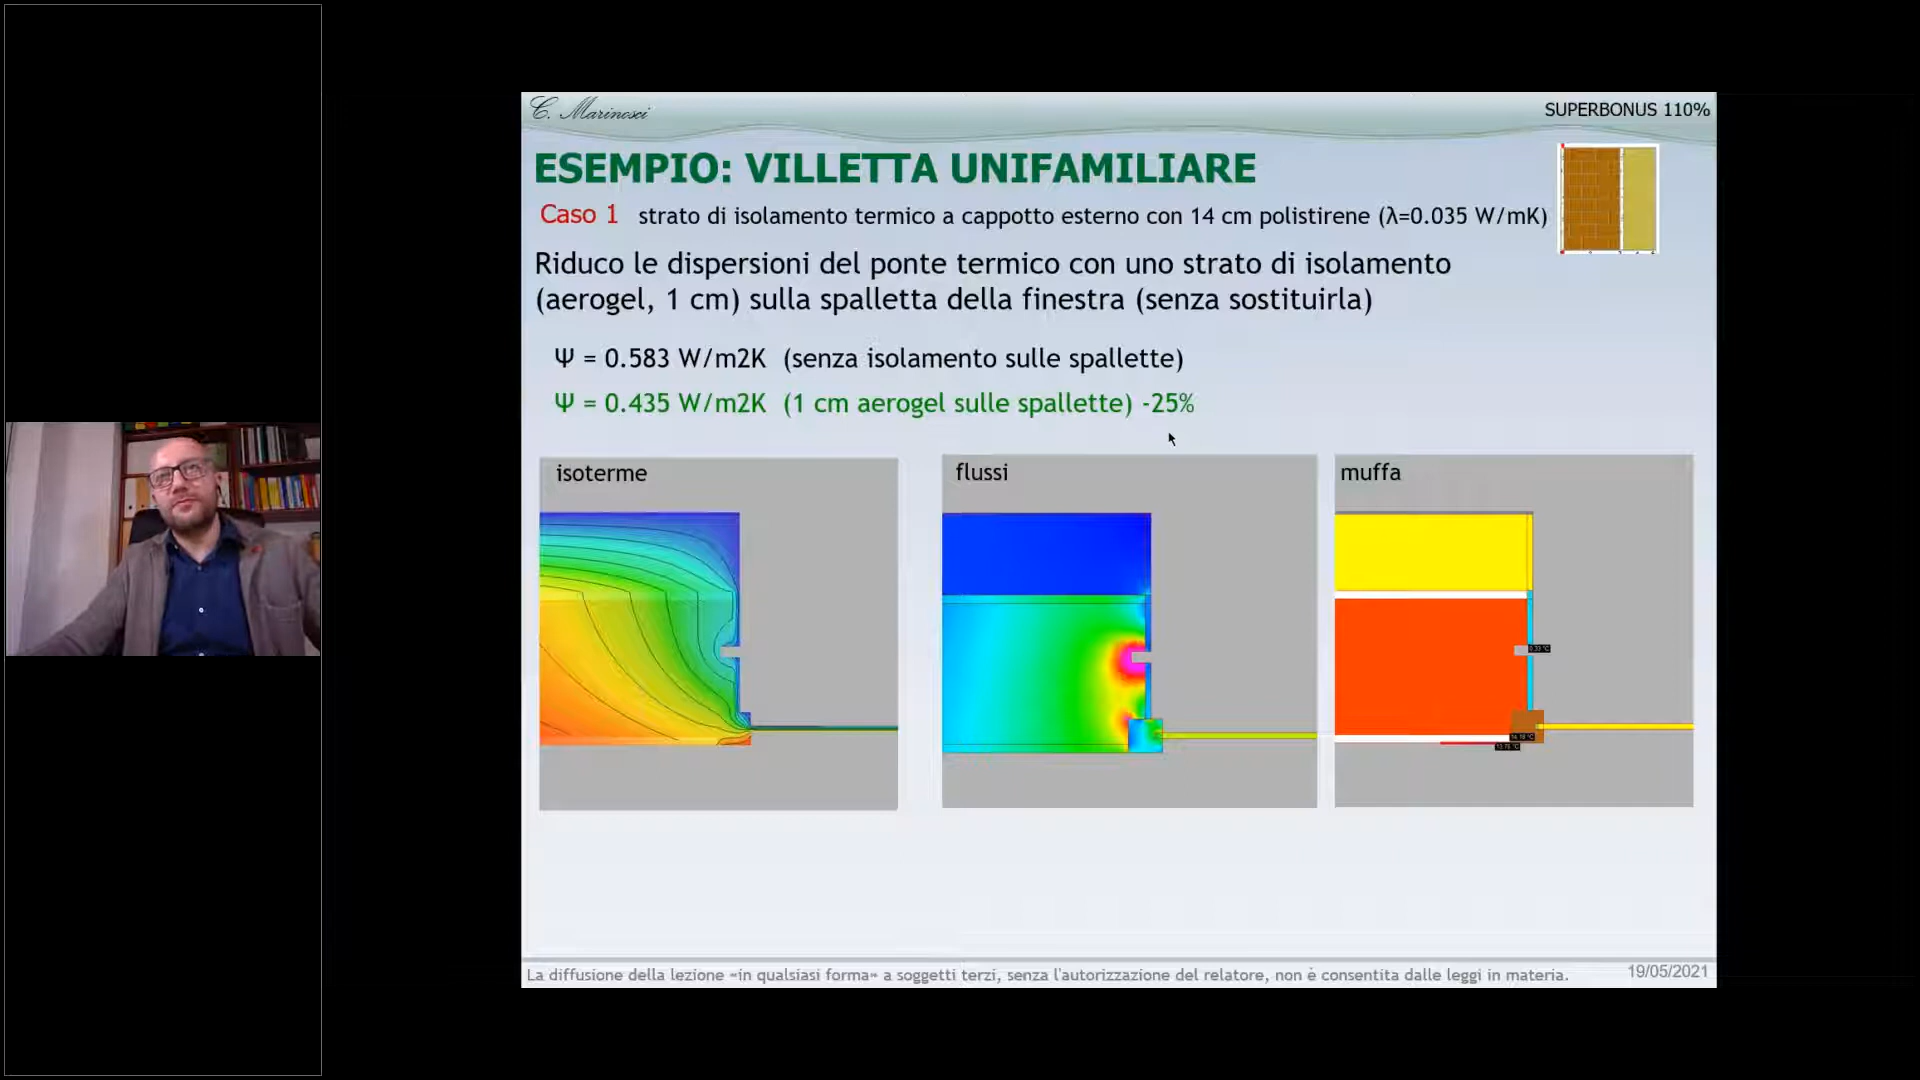 C. Marinosci
SUPERBONUS 110%
ESEMPIO: VILLETTA UNIFAMILIARE
Caso 1 strato di isolamento termico a cappotto esterno con 14 cm polistirene (λ=0.035 W/mK)
Riduco le dispersioni del ponte termico con uno strato di isolamento
(aerogel, 1 cm) sulla spalletta della finestra (senza sostituirla)
Ψ = 0.583 W/m2K (senza isolamento sulle spallette)
Ψ = 0.435 W/m2K (1 cm aerogel sulle spallette) -25%
isoterme
flussi
muffa
La diffusione della lezione «in qualsiasi forma» a soggetti terzi, senza l'autorizzazione del relatore, non è consentita dalle leggi in materia.
19/05/2021